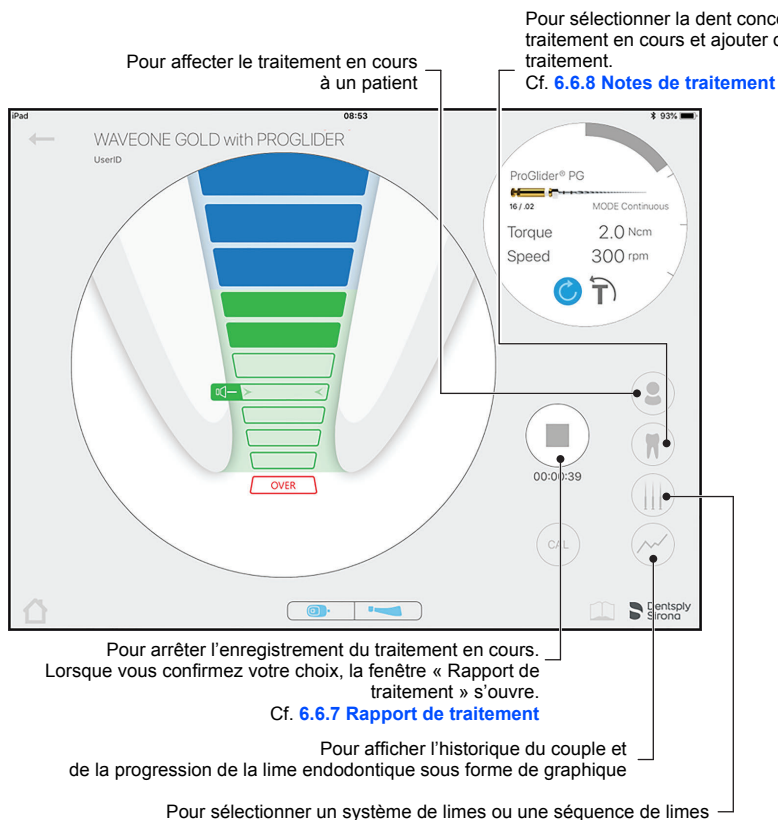 Pour sélectionner la dent
traitement en cours et ajouter
traitement.
Cf. 6.6.8 Notes de traitement
Pour affecter le traitement en cours
à un patient
iPad
08:53
93%
WAVEONE GOLD with PROGLIDER
UserID
ProGlider® PG
16 / .02 MODE Continuous
Torque 2.0 Ncm
Speed 300 rpm
T
OVER
00:00:39
CAL
Dentsply
Sirona
Pour arrêter l’enregistrement du traitement en cours.
Lorsque vous confirmez votre choix, la fenêtre « Rapport de
traitement » s’ouvre.
Cf. 6.6.7 Rapport de traitement
Pour afficher l’historique du couple et
de la progression de la lime endodontique sous forme de graphique
Pour sélectionner un système de limes ou une séquence de limes